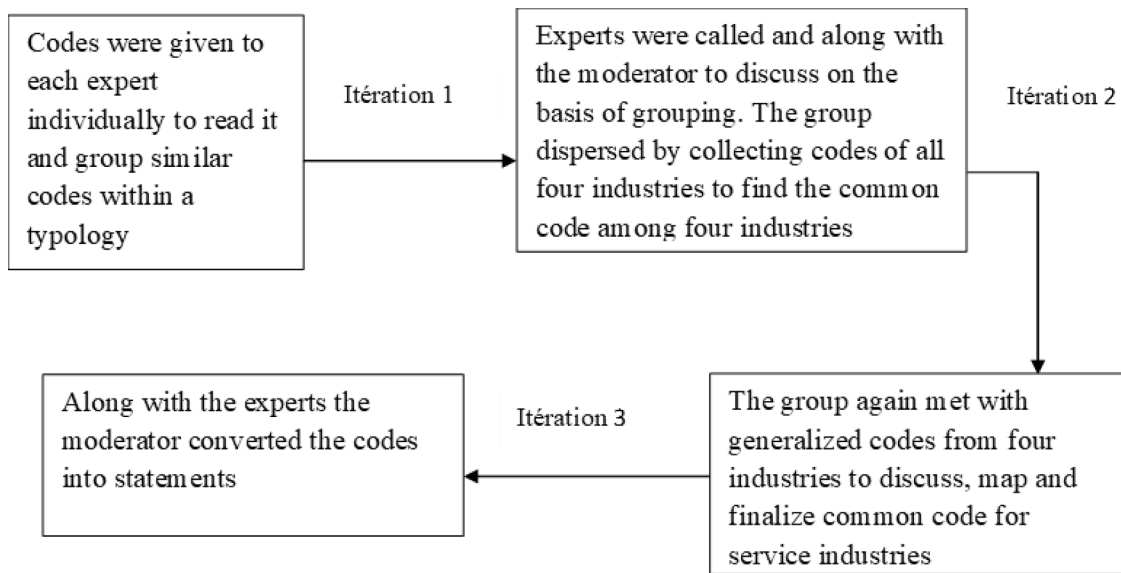 Codes were given to
each expert
individually to read it
and group similar
codes within a
typology
Itération 1
Experts were called and along with
the moderator to discuss on the
basis of grouping. The group
dispersed by collecting codes of all
four industries to find the common
code among four industries
Itération 2
The group again met with
generalized codes from four
industries to discuss, map and
finalize common code for
service industries
Itération 3
Along with the experts the
moderator converted the codes
into statements